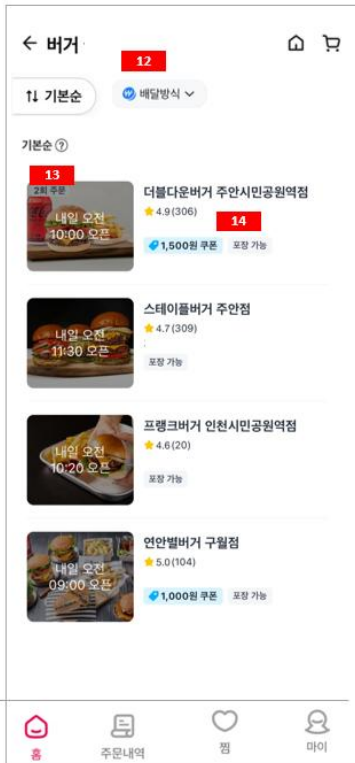 ← 버거
12
↑↓ 기본순
배달방식
기본순 ?
13
2회 주문
내일 오전
10:00 오픈
더블다운버거 주안시민공원역점
4.9(306)
14
1,500원 쿠폰 포장 가능
내일 오전
11:30 오픈
스테이플버거 주안점
4.7(309)
포장 가능
내일 오전
10:20 오픈
프랭크버거 인천시민공원역점
4.6(20)
포장 가능
내일 오전
09:00 오픈
연안별버거 구월점
5.0(104)
1,000원 쿠폰 포장 가능
홈 주문내역 찜 마이